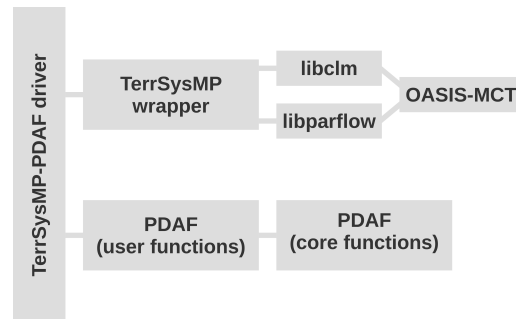 TerrSysMP-PDAF driver
TerrSysMP
wrapper
libclm
libparflow
OASIS-MCT
PDAF
(user functions)
PDAF
(core functions)